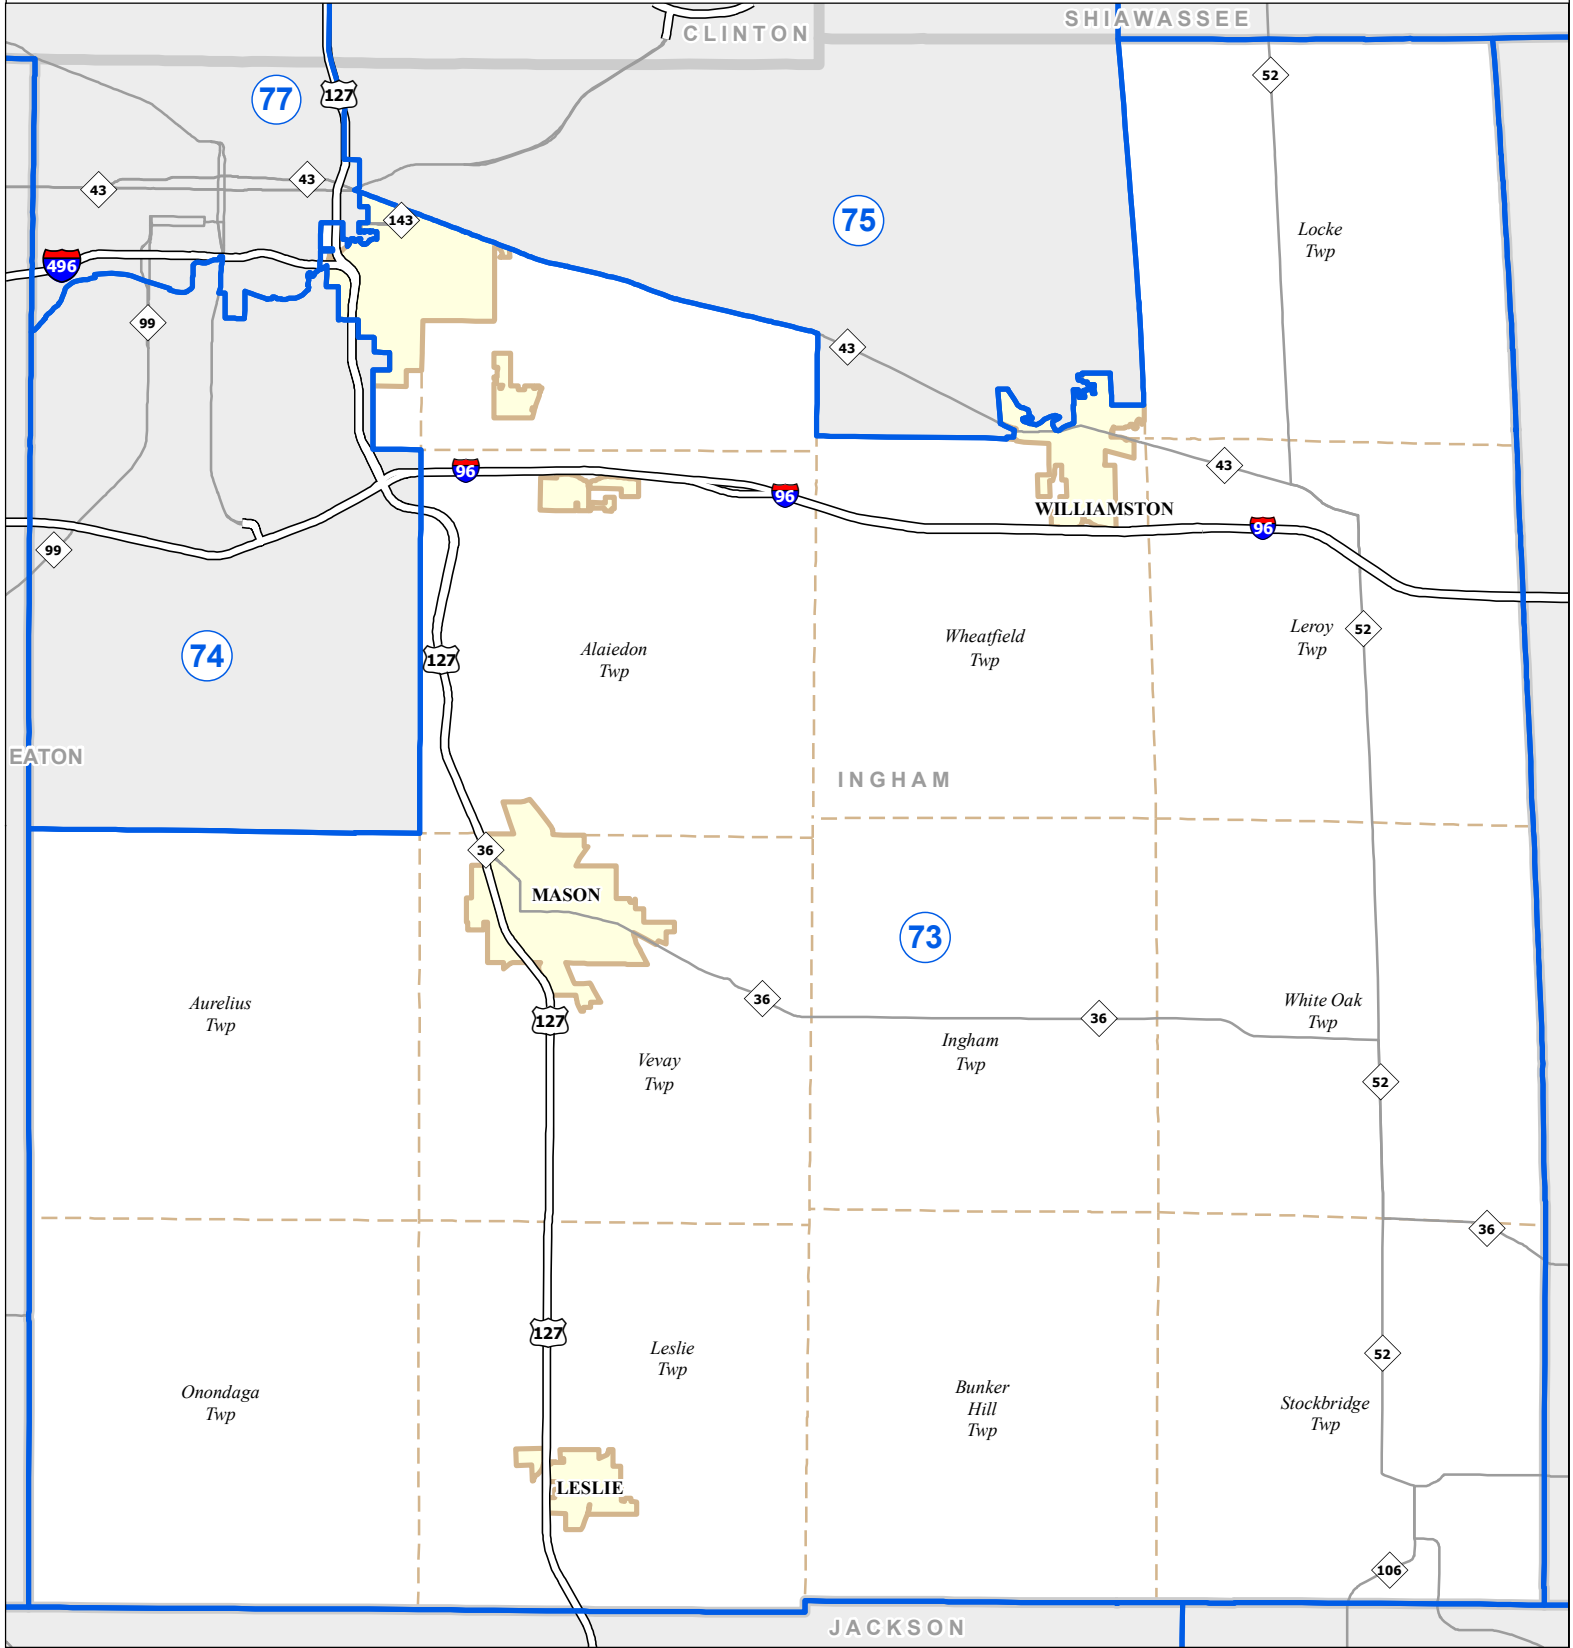 SHIAWASSEE
CLINTON
52
77
127
43
43
143
75
Locke
Twp
496
99
43
43
96
96
WILLIAMSTON
96
99
74
127
Alaiedon
Twp
Wheatfield
Twp
Leroy
Twp
52
EATON
INGHAM
36
MASON
73
Aurelius
Twp
36
127
36
White Oak
Twp
Vevay
Twp
Ingham
Twp
52
36
127
Leslie
Twp
52
Onondaga
Twp
Bunker
Hill
Twp
Stockbridge
Twp
LESLIE
106
JACKSON